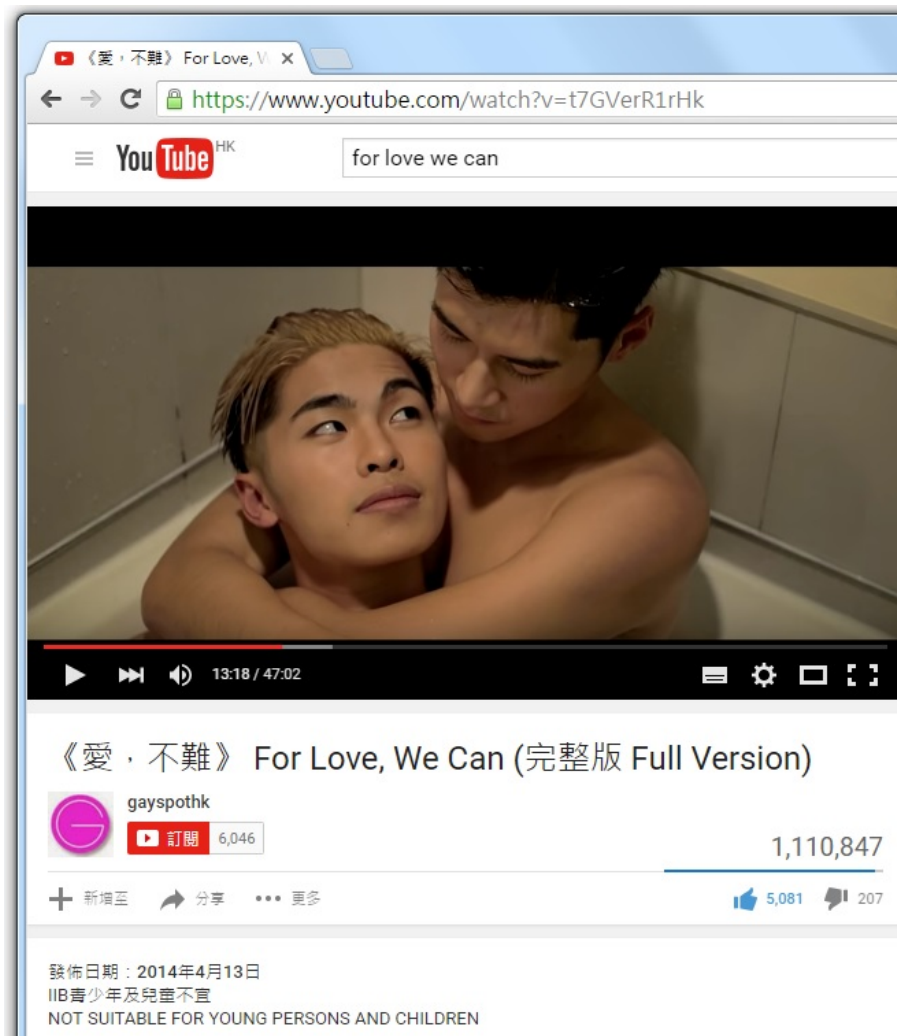 《愛，不難》 For Love, W
https://www.youtube.com/watch?v=t7GVerR1rHk
YouTube HK
for love we can
13:18 / 47:02
《愛，不難》 For Love, We Can (完整版 Full Version)
gayspothk
訂閱 6,046
1,110,847
新增至 分享 更多
5,081 207
發佈日期：2014年4月13日
IIB青少年及兒童不宜
NOT SUITABLE FOR YOUNG PERSONS AND CHILDREN